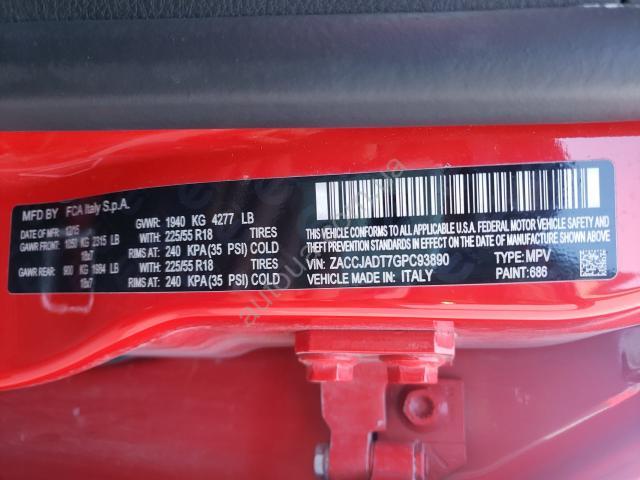 MFD BY FCA Italy S.p.A.
DATE OF MFR 12/15 GVWR: 1940 KG 4277 LB
GAWR FRONT: 1050 KG 2315 LB WITH 225/55 R18 TIRES
18x7 RIMS AT: 240 KPA(35 PSI) COLD
GAWR REAR: 900 KG 1984 LB WITH 225/55 R18 TIRES
18x7 RIMS AT: 240 KPA(35 PSI) COLD
THIS VEHICLE CONFORMS TO ALL APPLICABLE
FEDERAL MOTOR VEHICLE SAFETY
BUMPER AND THEFT PREVENTION STANDARDS IN EFFECT
ON THE DATE OF MANUFACTURE SHOWN ABOVE
VIN: ZACCJADT7GPC93890 TYPE: MPV
VEHICLE MADE IN: ITALY PAINT: 686